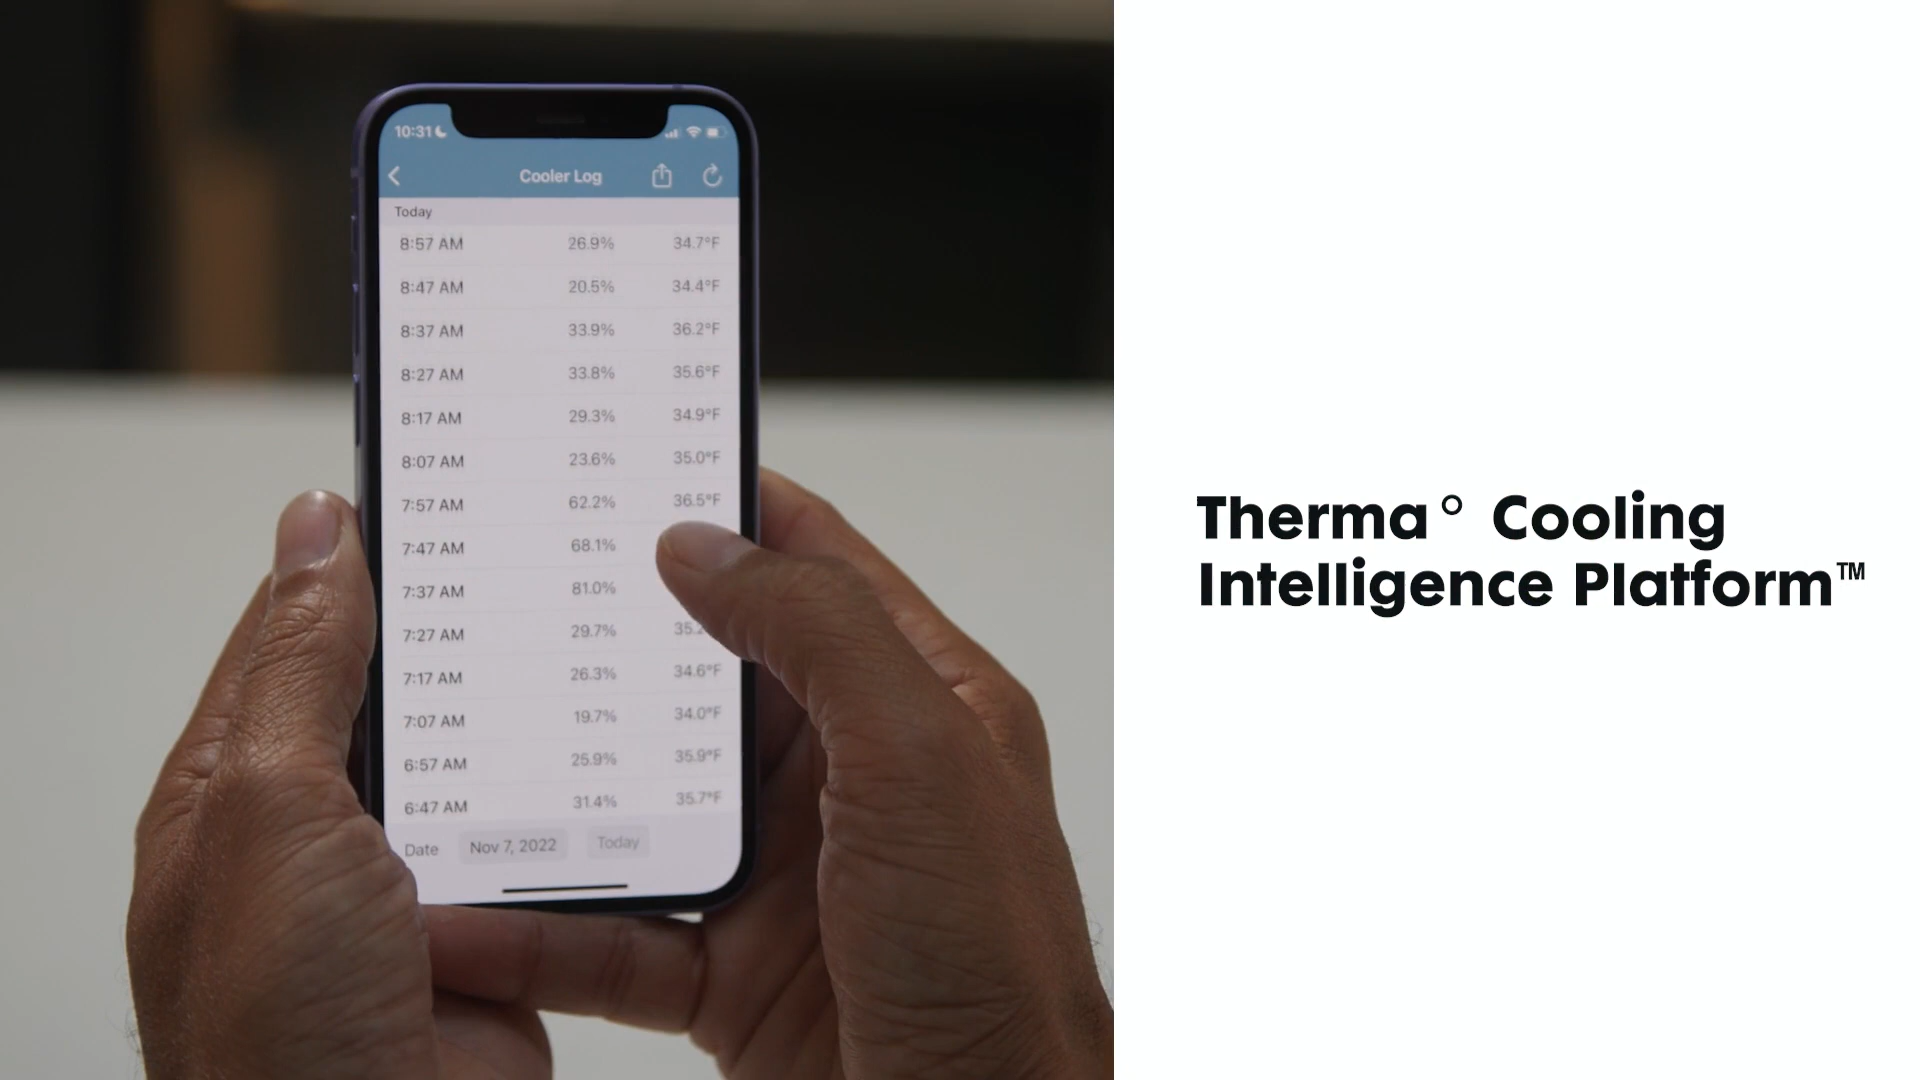 10:31
Cooler Log
Today
8:57 AM 26.9% 34.7°F
8:47 AM 20.5% 34.4°F
8:37 AM 33.9% 36.2°F
8:27 AM 33.8% 35.6°F
8:17 AM 29.3% 34.9°F
8:07 AM 23.6% 35.0°F
7:57 AM 62.2% 36.5°F
7:47 AM 68.1%
7:37 AM 81.0%
7:27 AM 29.7% 35.2
7:17 AM 26.3% 34.6°F
7:07 AM 19.7% 34.0°F
6:57 AM 25.9% 35.9°F
6:47 AM 31.4% 35.7°F
Date Nov 7, 2022 Today
Therma° Cooling
Intelligence Platform™